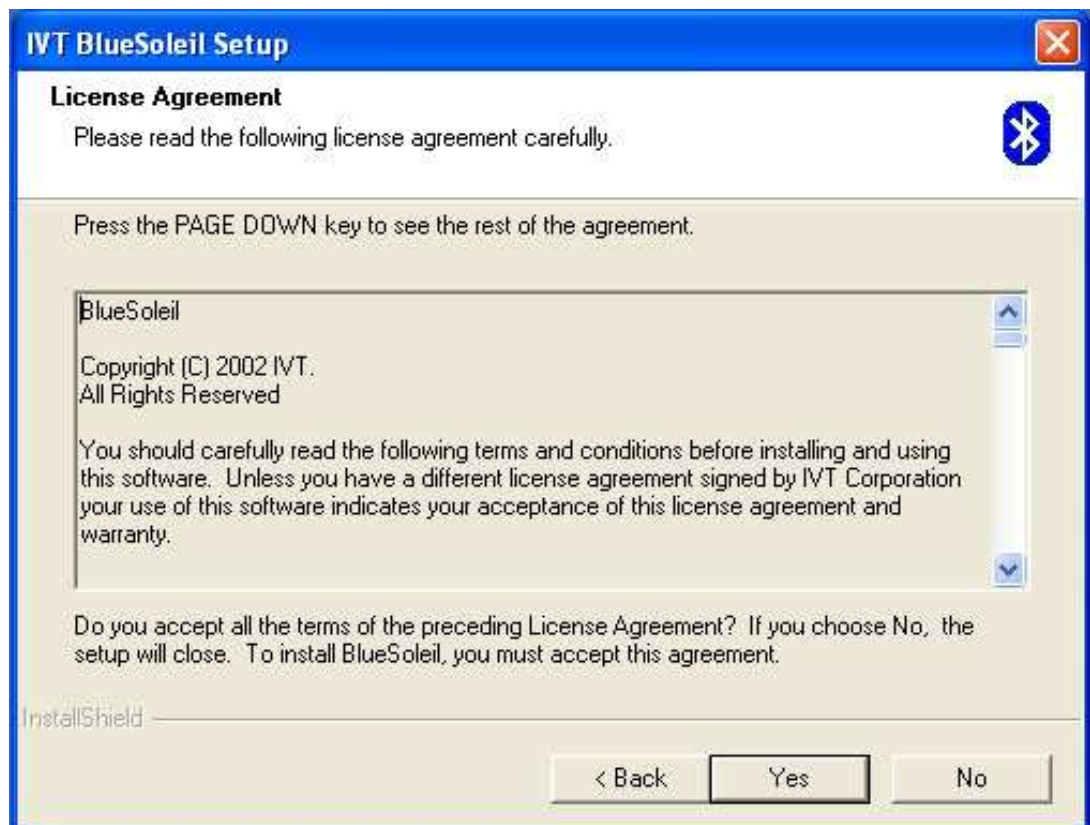 IVT BlueSoleil Setup
License Agreement
Please read the following license agreement carefully.
Press the PAGE DOWN key to see the rest of the agreement.
BlueSoleil
Copyright (C) 2002 IVT.
All Rights Reserved
You should carefully read the following terms and conditions before installing and using
this software.  Unless you have a different license agreement signed by IVT Corporation
your use of this software indicates your acceptance of this license agreement and
warranty.
Do you accept all the terms of the preceding License Agreement?  If you choose No,  the
setup will close.  To install BlueSoleil, you must accept this agreement.
InstallShield
< Back
Yes
No